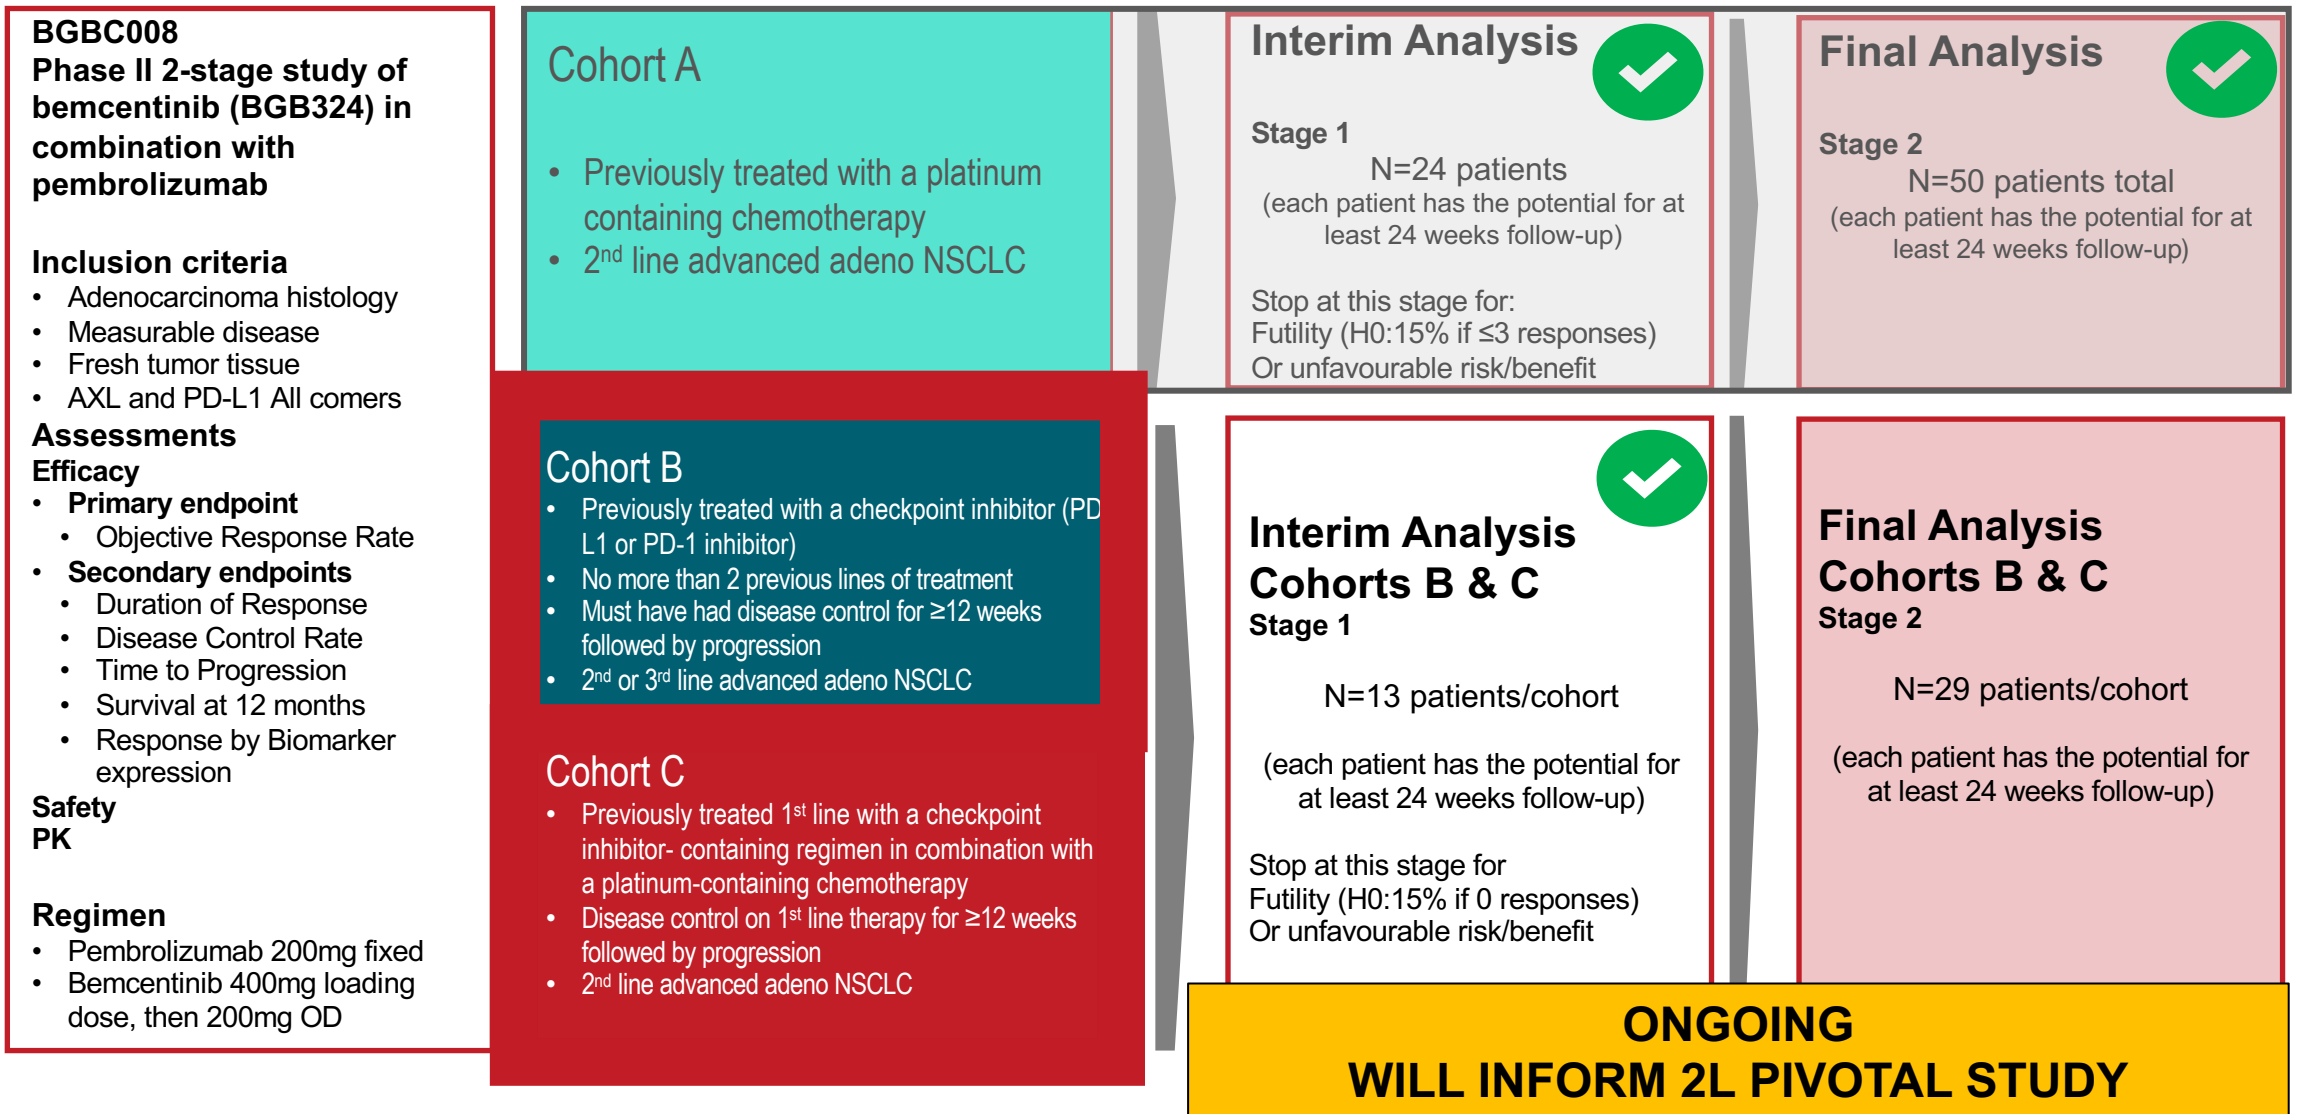 BGBC008
Phase II 2-stage study of
bemcentinib (BGB324) in
combination with
pembrolizumab
Inclusion criteria
• Adenocarcinoma histology
• Measurable disease
• Fresh tumor tissue
• AXL and PD-L1 All comers
Assessments
Efficacy
• Primary endpoint
• Objective Response Rate
• Secondary endpoints
• Duration of Response
• Disease Control Rate
• Time to Progression
• Survival at 12 months
• Response by Biomarker
expression
Safety
PK
Regimen
• Pembrolizumab 200mg fixed
• Bemcentinib 400mg loading
dose, then 200mg OD
Cohort A
• Previously treated with a platinum
containing chemotherapy
• 2nd line advanced adeno NSCLC
Interim Analysis
Stage 1
N=24 patients
(each patient has the potential for at
least 24 weeks follow-up)
Stop at this stage for:
Futility (H0:15% if ≤3 responses)
Or unfavourable risk/benefit
Final Analysis
Stage 2
N=50 patients total
(each patient has the potential for at
least 24 weeks follow-up)
Cohort B
• Previously treated with a checkpoint inhibitor (PD
L1 or PD-1 inhibitor)
• No more than 2 previous lines of treatment
• Must have had disease control for ≥12 weeks
followed by progression
• 2nd or 3rd line advanced adeno NSCLC
Cohort C
• Previously treated 1st line with a checkpoint
inhibitor- containing regimen in combination with
a platinum-containing chemotherapy
• Disease control on 1st line therapy for ≥12 weeks
followed by progression
• 2nd line advanced adeno NSCLC
Interim Analysis
Cohorts B & C
Stage 1
N=13 patients/cohort
(each patient has the potential for
at least 24 weeks follow-up)
Stop at this stage for
Futility (H0:15% if 0 responses)
Or unfavourable risk/benefit
Final Analysis
Cohorts B & C
Stage 2
N=29 patients/cohort
(each patient has the potential for
at least 24 weeks follow-up)
ONGOING
WILL INFORM 2L PIVOTAL STUDY